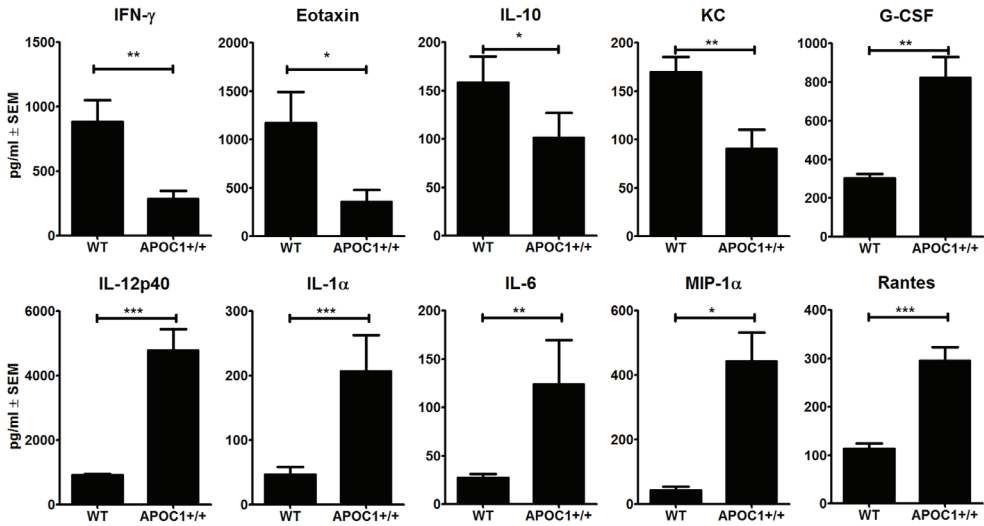 IFN-γ
Eotaxin
IL-10
KC
G-CSF
pg/ml ± SEM
1500
1000
500
0
**
WT
APOC1+/+
2000
1500
1000
500
0
*
WT
APOC1+/+
200
150
100
50
0
*
WT
APOC1+/+
200
150
100
50
0
**
WT
APOC1+/+
1000
800
600
400
200
0
**
WT
APOC1+/+
IL-12p40
IL-1α
IL-6
MIP-1α
Rantes
pg/ml ± SEM
6000
4000
2000
0
***
WT
APOC1+/+
300
200
100
0
***
WT
APOC1+/+
200
150
100
50
0
**
WT
APOC1+/+
600
400
200
0
*
WT
APOC1+/+
400
300
200
100
0
***
WT
APOC1+/+